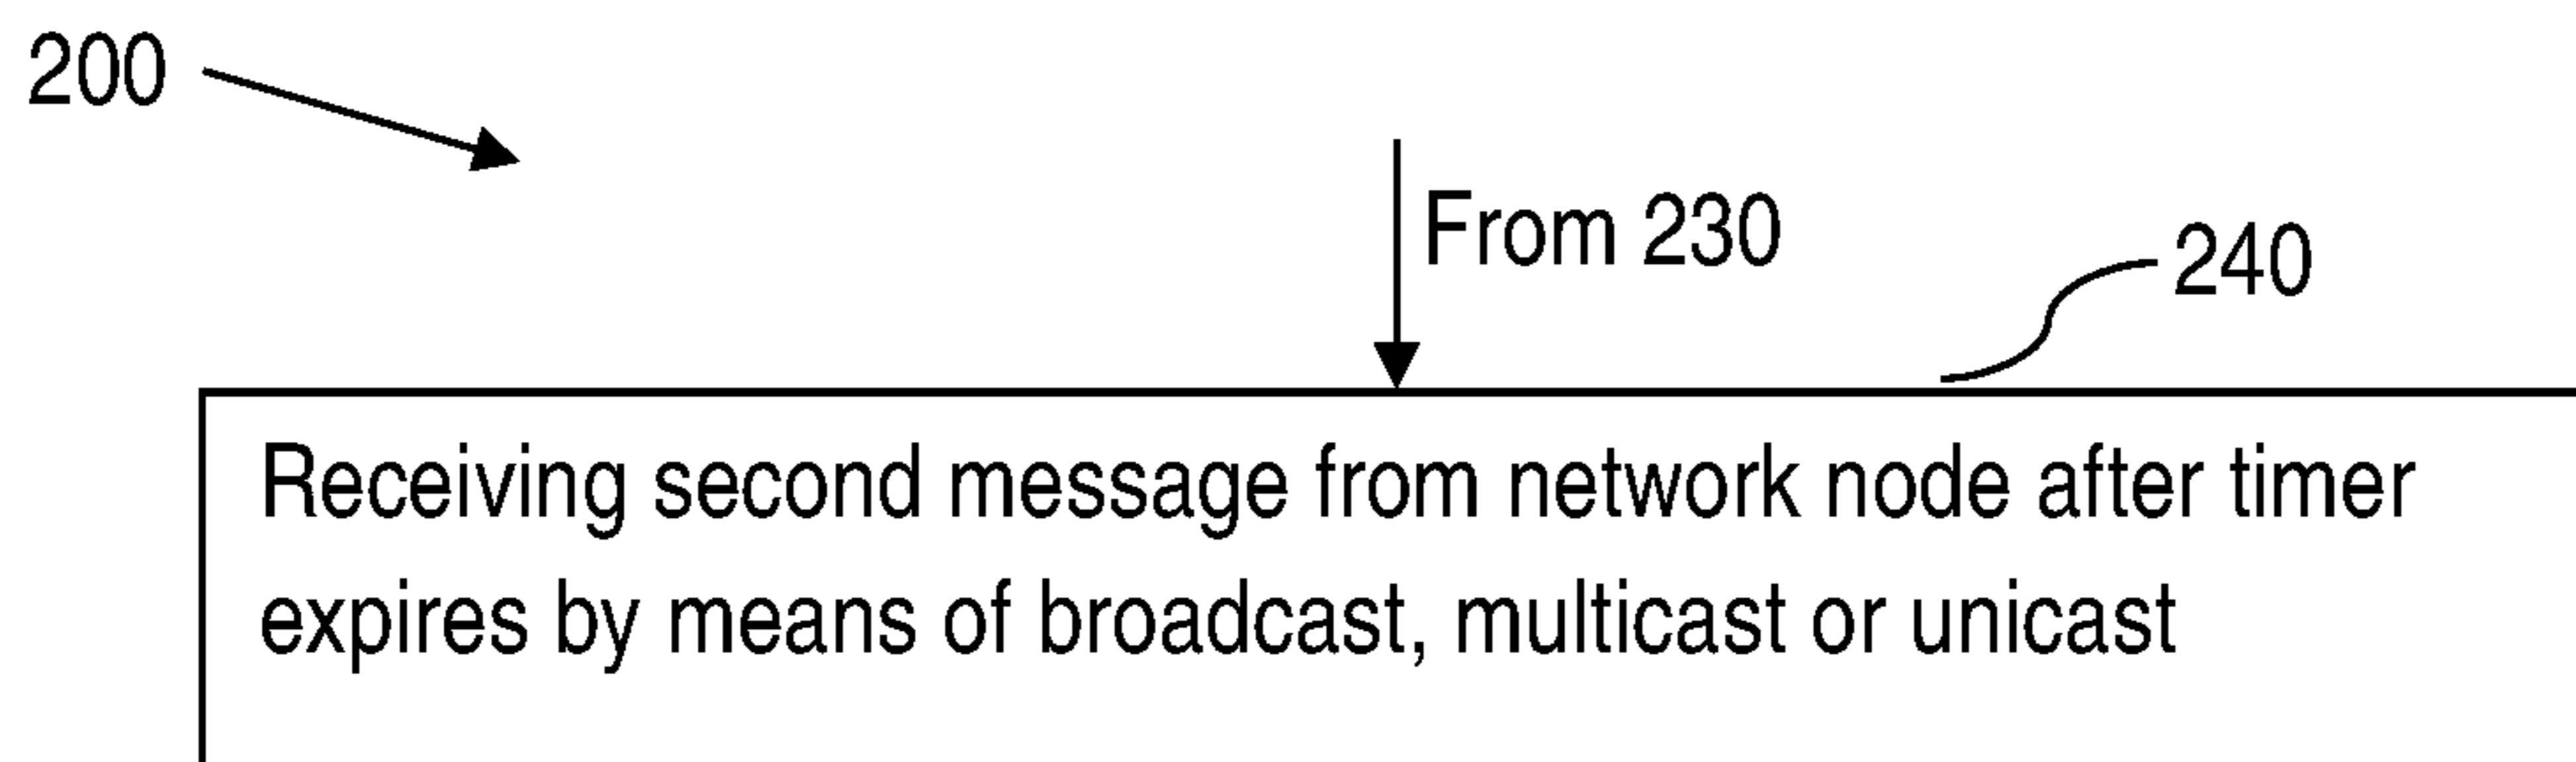 200
From 230
240
Receiving second message from network node after timer
expires by means of broadcast, multicast or unicast